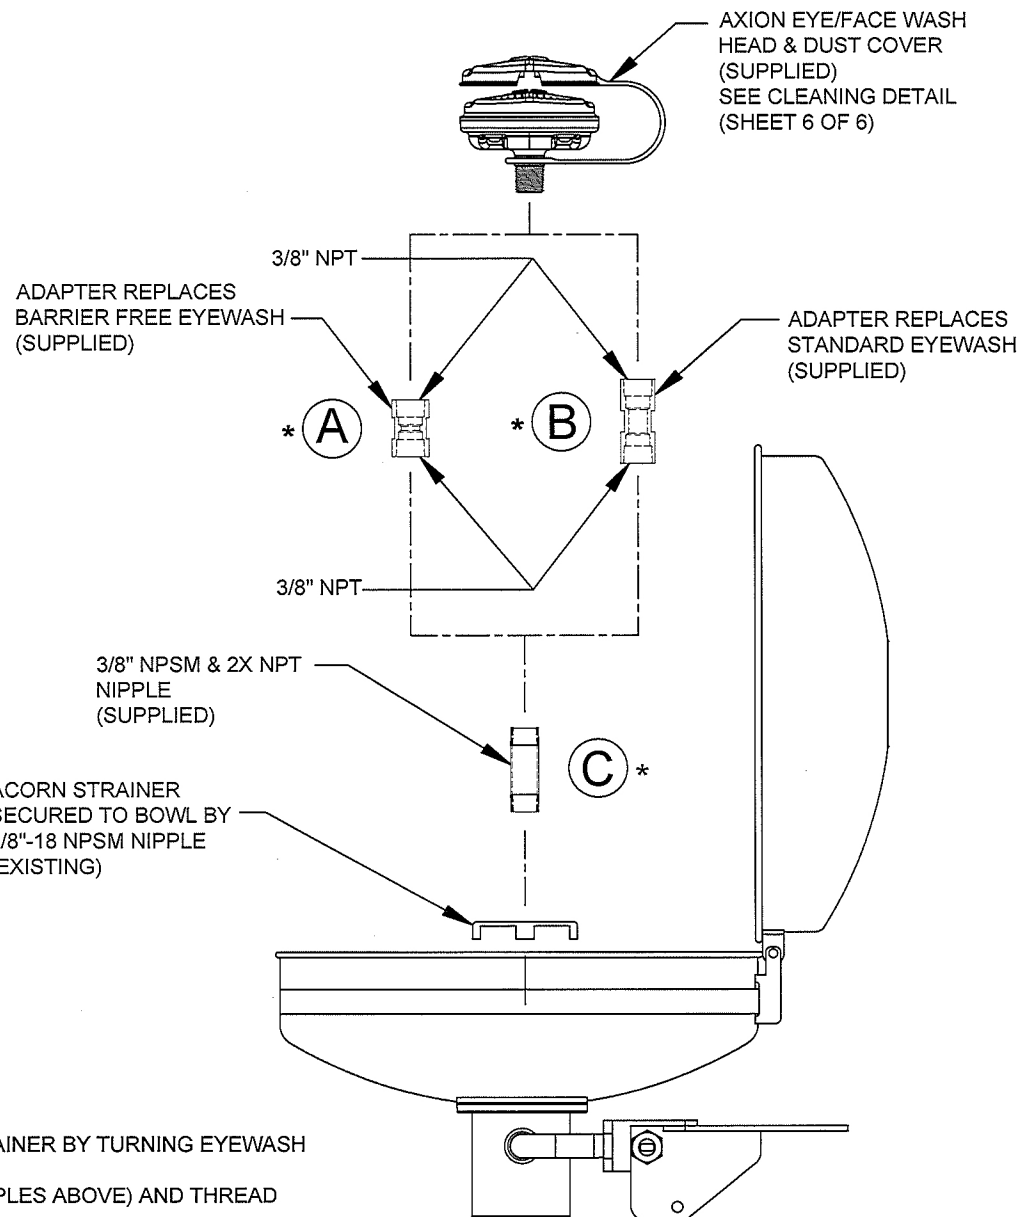 AXION EYE/FACE WASH
HEAD & DUST COVER
(SUPPLIED)
SEE CLEANING DETAIL
(SHEET 6 OF 6)
3/8" NPT
ADAPTER REPLACES
BARRIER FREE EYEWASH
(SUPPLIED)
ADAPTER REPLACES
STANDARD EYEWASH
(SUPPLIED)
* A
* B
3/8" NPT
3/8" NPSM & 2X NPT
NIPPLE
(SUPPLIED)
C *
ACORN STRAINER
SECURED TO BOWL BY
/8"-18 NPSM NIPPLE
EXISTING)
AINER BY TURNING EYEWASH
PLES ABOVE) AND THREAD